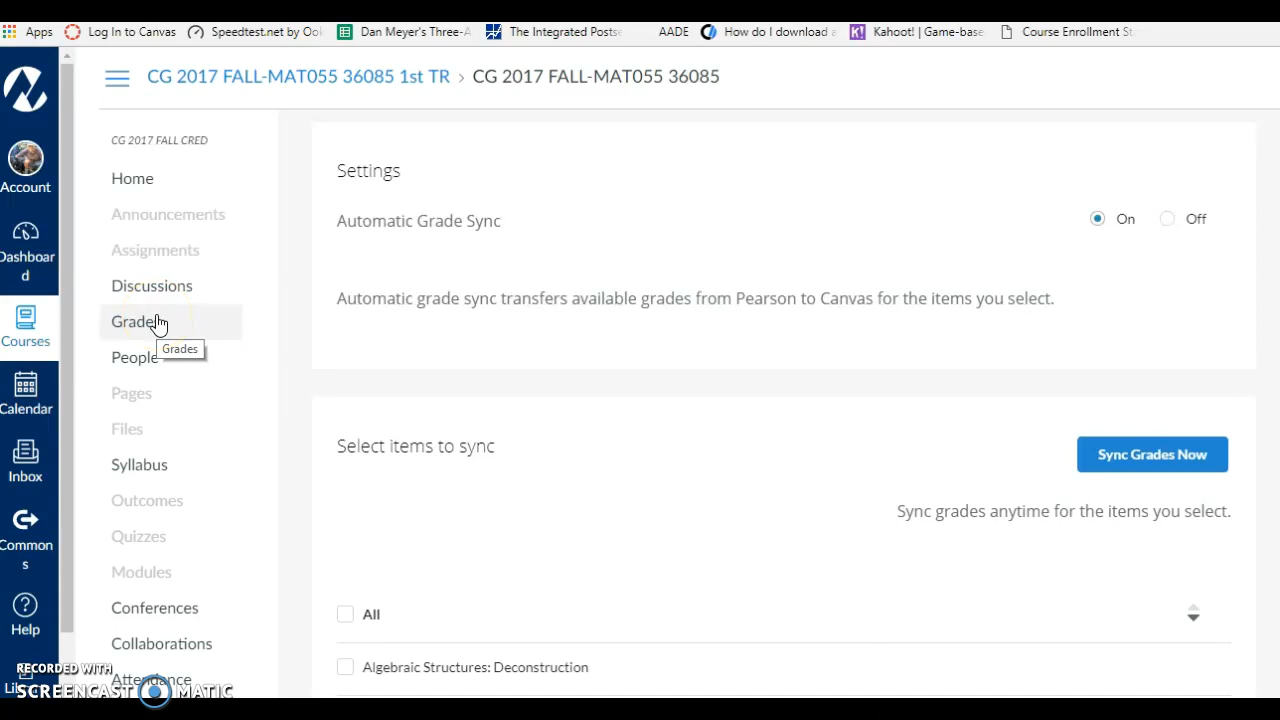 Apps
Log In to Canvas
Speedtest.net by Ook
Dan Meyer's Three-A
The Integrated Postse
AADE
How do I download a
Kahoot! | Game-base
Course Enrollment St
CG 2017 FALL-MAT055 36085 1st TR › CG 2017 FALL-MAT055 36085
Account
Dashboar
d
Courses
Calendar
Inbox
Common
s
Help
CG 2017 FALL CRED
Home
Announcements
Assignments
Discussions
Grade
Grades
People
Pages
Files
Syllabus
Outcomes
Quizzes
Modules
Conferences
Collaborations
Attendance
Settings
Automatic Grade Sync
On
Off
Automatic grade sync transfers available grades from Pearson to Canvas for the items you select.
Select items to sync
Sync Grades Now
Sync grades anytime for the items you select.
All
Algebraic Structures: Deconstruction
RECORDED WITH
SCREENCAST MATIC